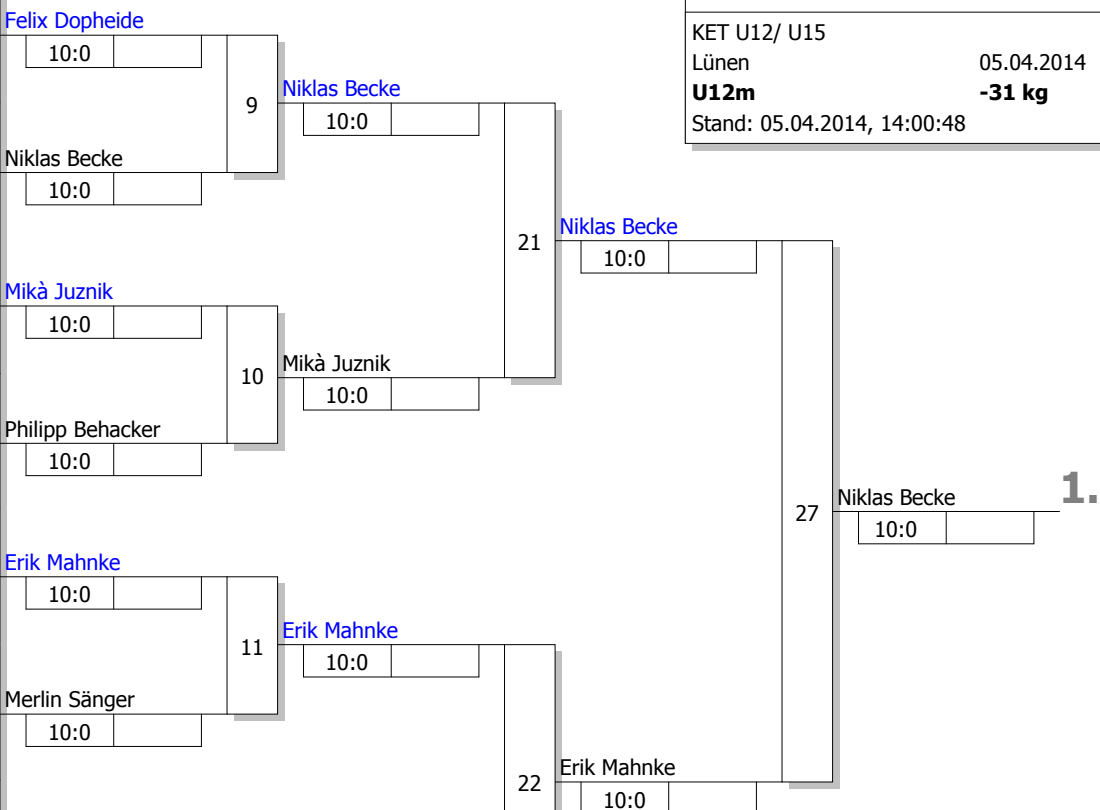 Felix Dopheide
10:0
9
Niklas Becke
10:0
Niklas Becke
10:0
21
Niklas Becke
10:0
Mikà Juznik
10:0
10
Mikà Juznik
10:0
Philipp Behacker
10:0
27
Niklas Becke
10:0
1.
Erik Mahnke
10:0
11
Erik Mahnke
10:0
Merlin Sänger
10:0
22
Erik Mahnke
10:0
KET U12/ U15
Lünen 05.04.2014
U12m -31 kg
Stand: 05.04.2014, 14:00:48